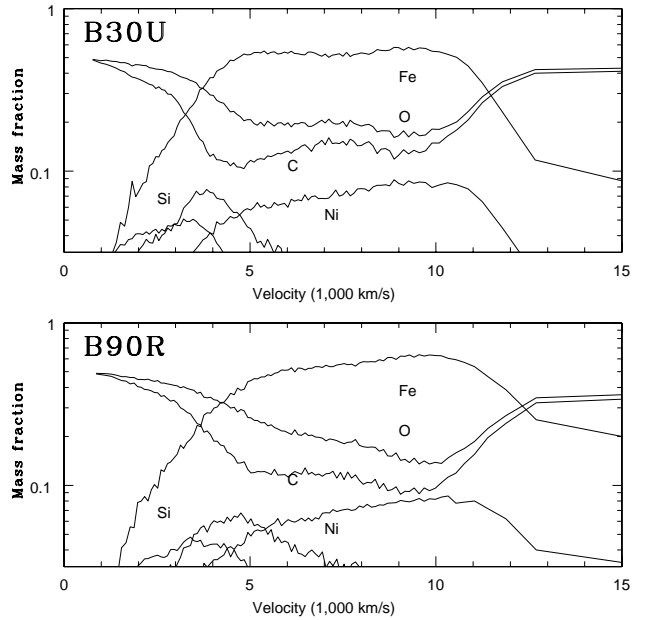 1
B30U
Fe
O
0.1
C
Si
Ni
Mass fraction
0 5 10 15
Velocity (1,000 km/s)
1
B90R
Fe
O
C
0.1
Si
Ni
Mass fraction
0 5 10 15
Velocity (1,000 km/s)